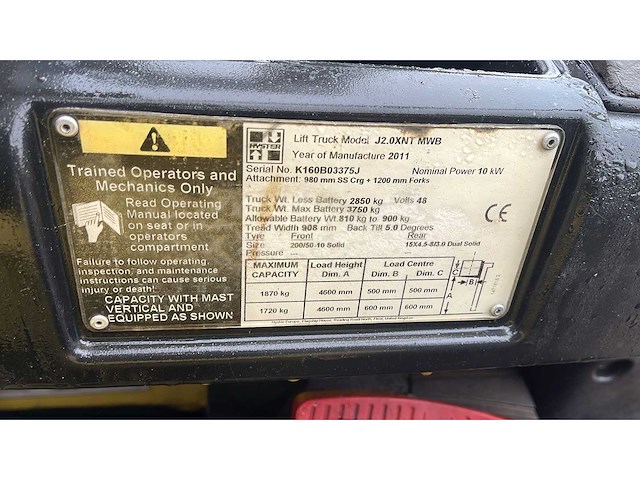 Trained Operators and
Mechanics Only
Read Operating
Manual located
on seat or in
operators
compartment
Failure to follow operating,
inspection, and maintenance
instructions can cause serious
injury or death!
CAPACITY WITH MAST
VERTICAL AND
EQUIPPED AS SHOWN
HYSTER
Lift Truck Model J2.0XNT MWB
Year of Manufacture 2011
Serial No. K160B03375J Nominal Power 10 kW
Attachment: 980 mm SS Crg + 1200 mm Forks
Truck Wt. Less Battery 2850 kg Volts 48
Truck Wt. Max Battery 3750 kg
Allowable Battery Wt. 810 kg to 900 kg
Tread Width 908 mm Back Tilt 5.0 Degrees
Type Front Rear
Size 200/50-10 Solid 15X4.5-8/3.0 Dual Solid
Pressure --- ---
CE
MAXIMUM CAPACITY Load Height Dim. A Load Centre Dim. B Dim. C
1870 kg 4600 mm 500 mm 500 mm
1720 kg 4600 mm 600 mm 600 mm
C
B
A